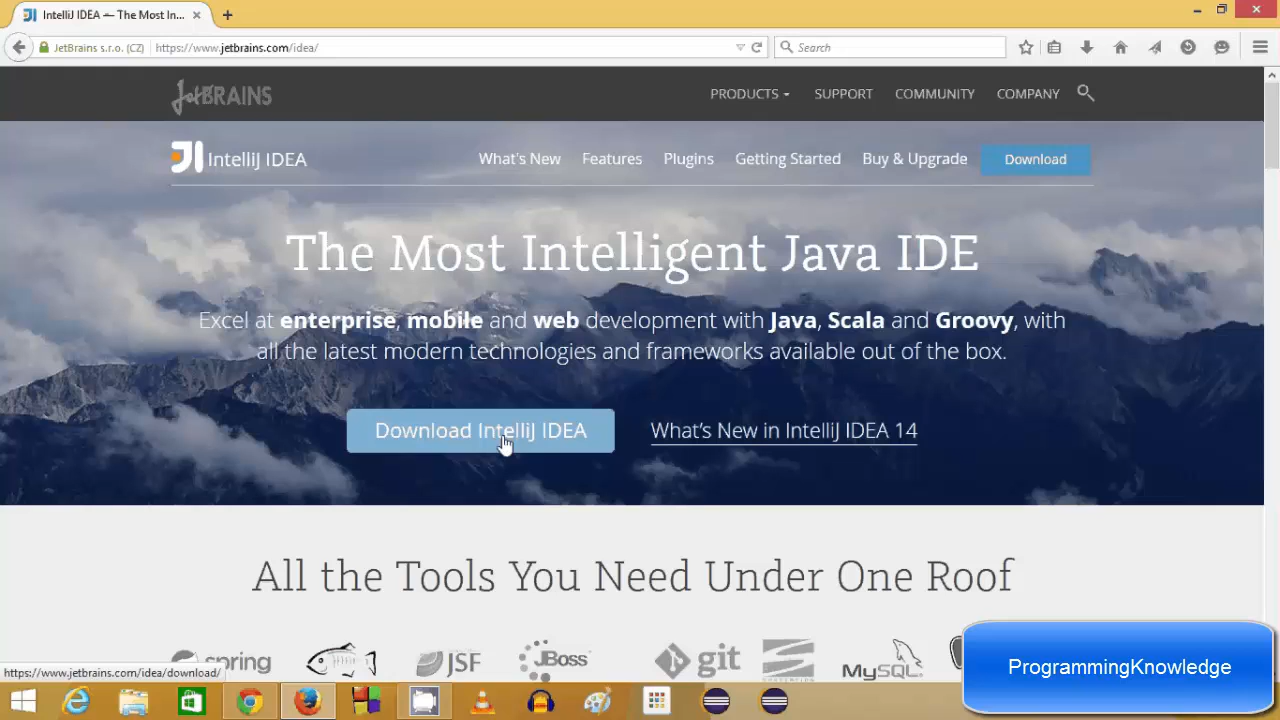 IntelliJ IDEA — The Most In...
JetBrains s.r.o. (CZ) https://www.jetbrains.com/idea/ Search
JETBRAINS PRODUCTS SUPPORT COMMUNITY COMPANY
IntelliJ IDEA What's New Features Plugins Getting Started Buy & Upgrade Download
The Most Intelligent Java IDE
Excel at enterprise, mobile and web development with Java, Scala and Groovy, with
all the latest modern technologies and frameworks available out of the box.
Download IntelliJ IDEA What's New in IntelliJ IDEA 14
All the Tools You Need Under One Roof
spring JSF JBoss git MySQL
https://www.jetbrains.com/idea/download/
ProgrammingKnowledge